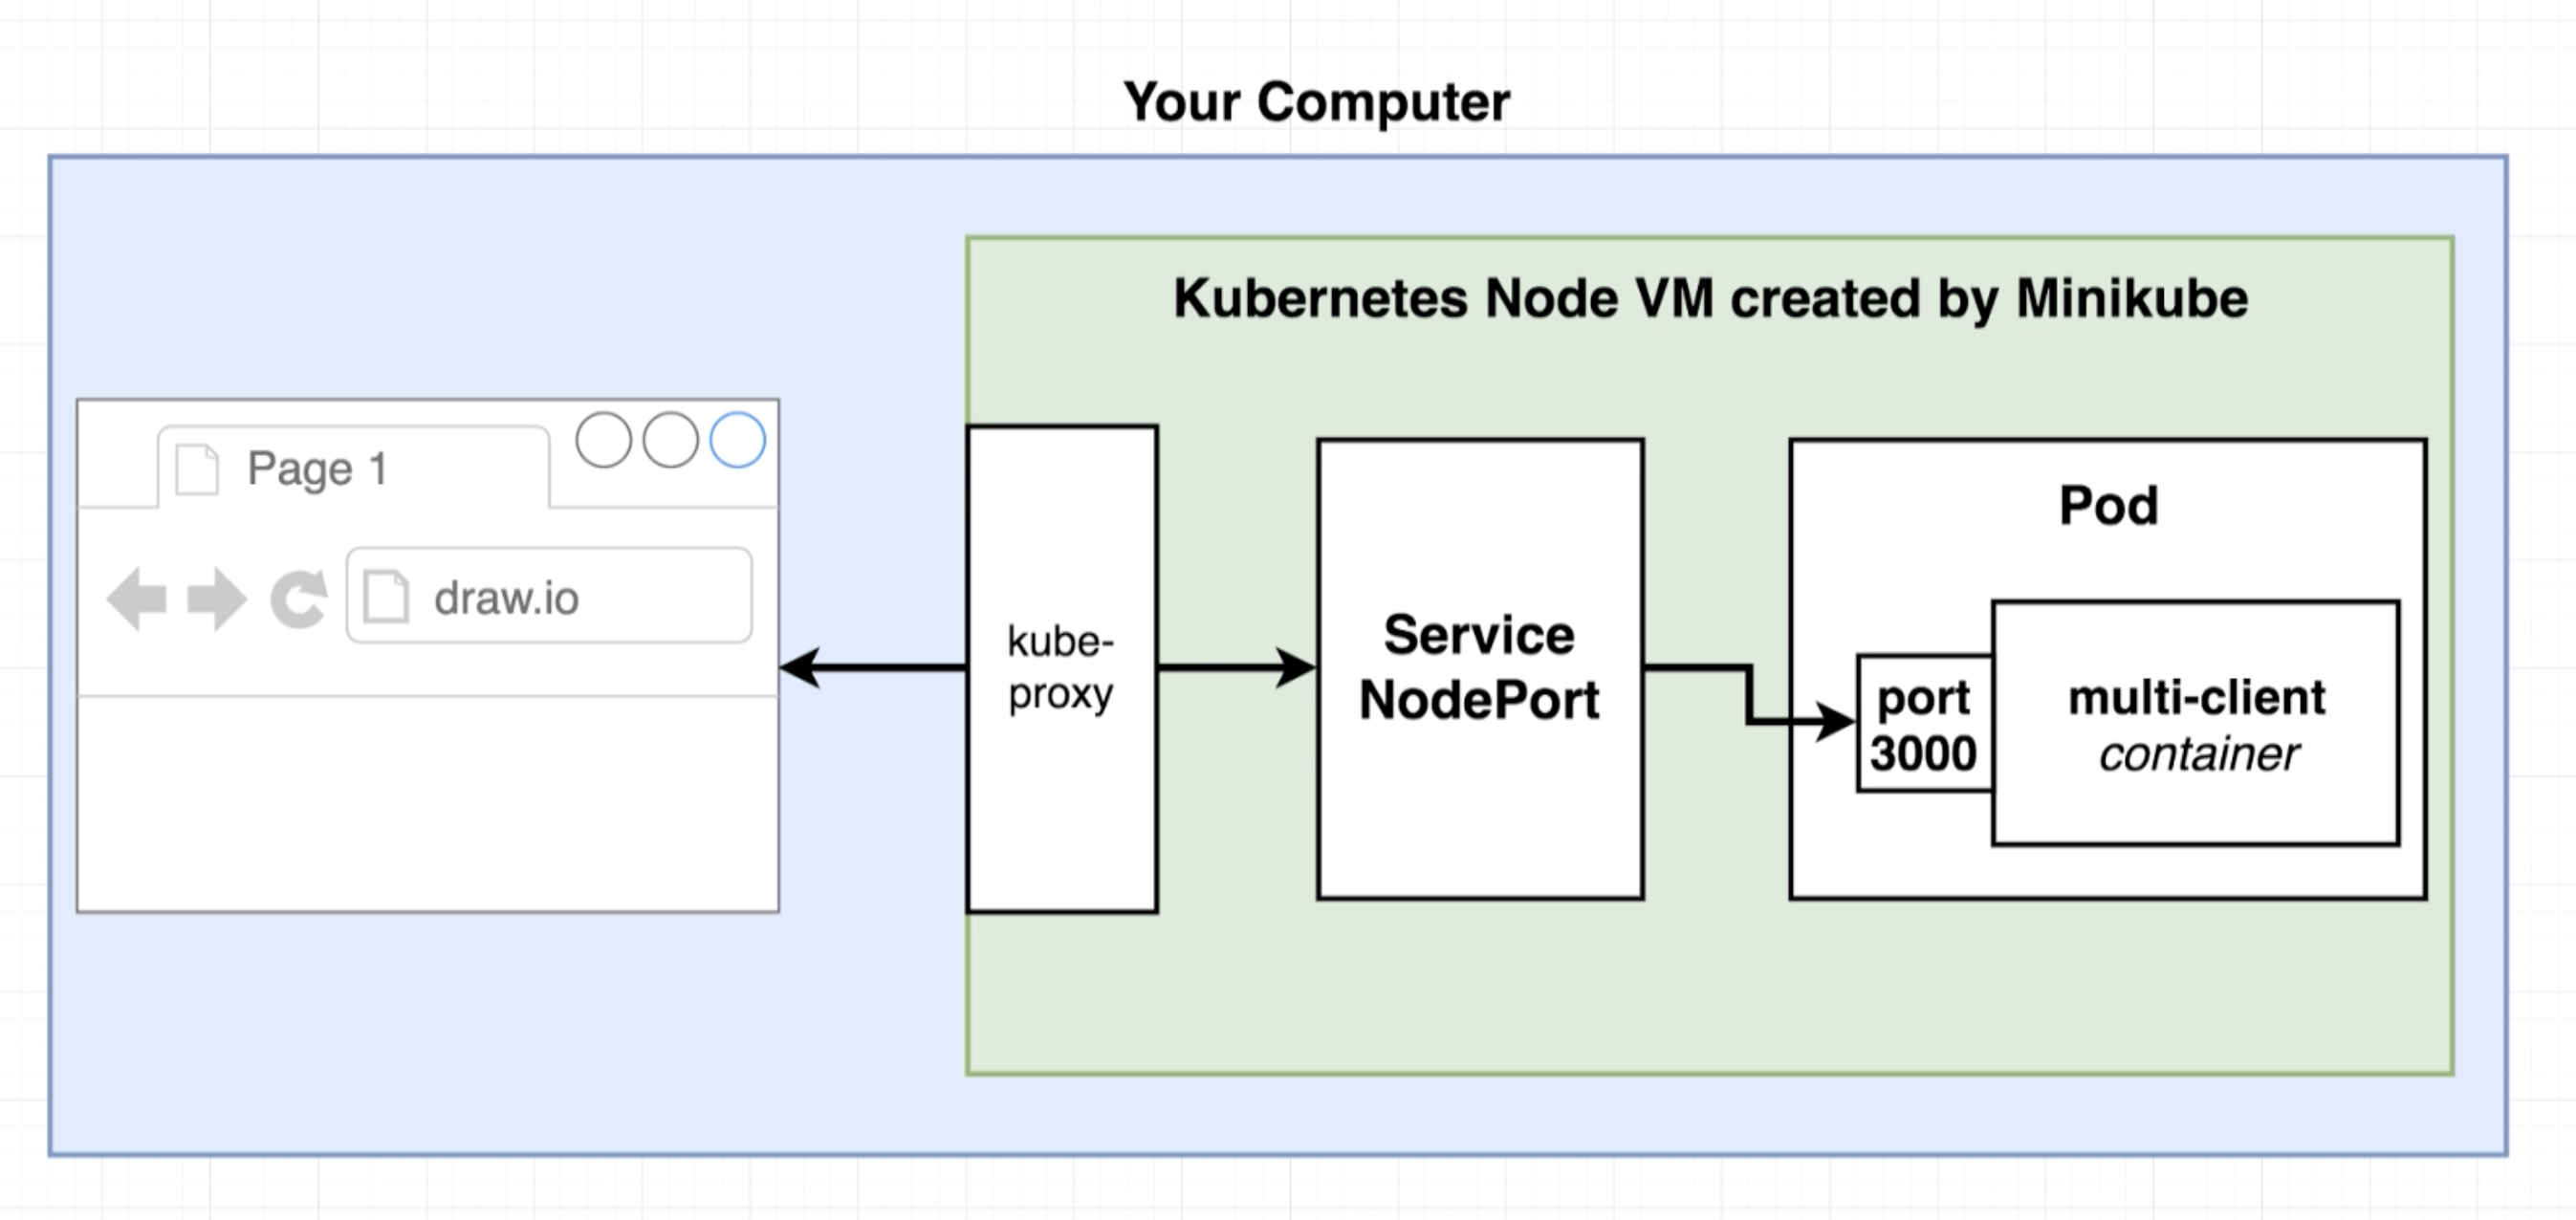 Your Computer
Kubernetes Node VM created by Minikube
Page 1
draw.io
kube-
proxy
Service
NodePort
Pod
port
3000
multi-client
container